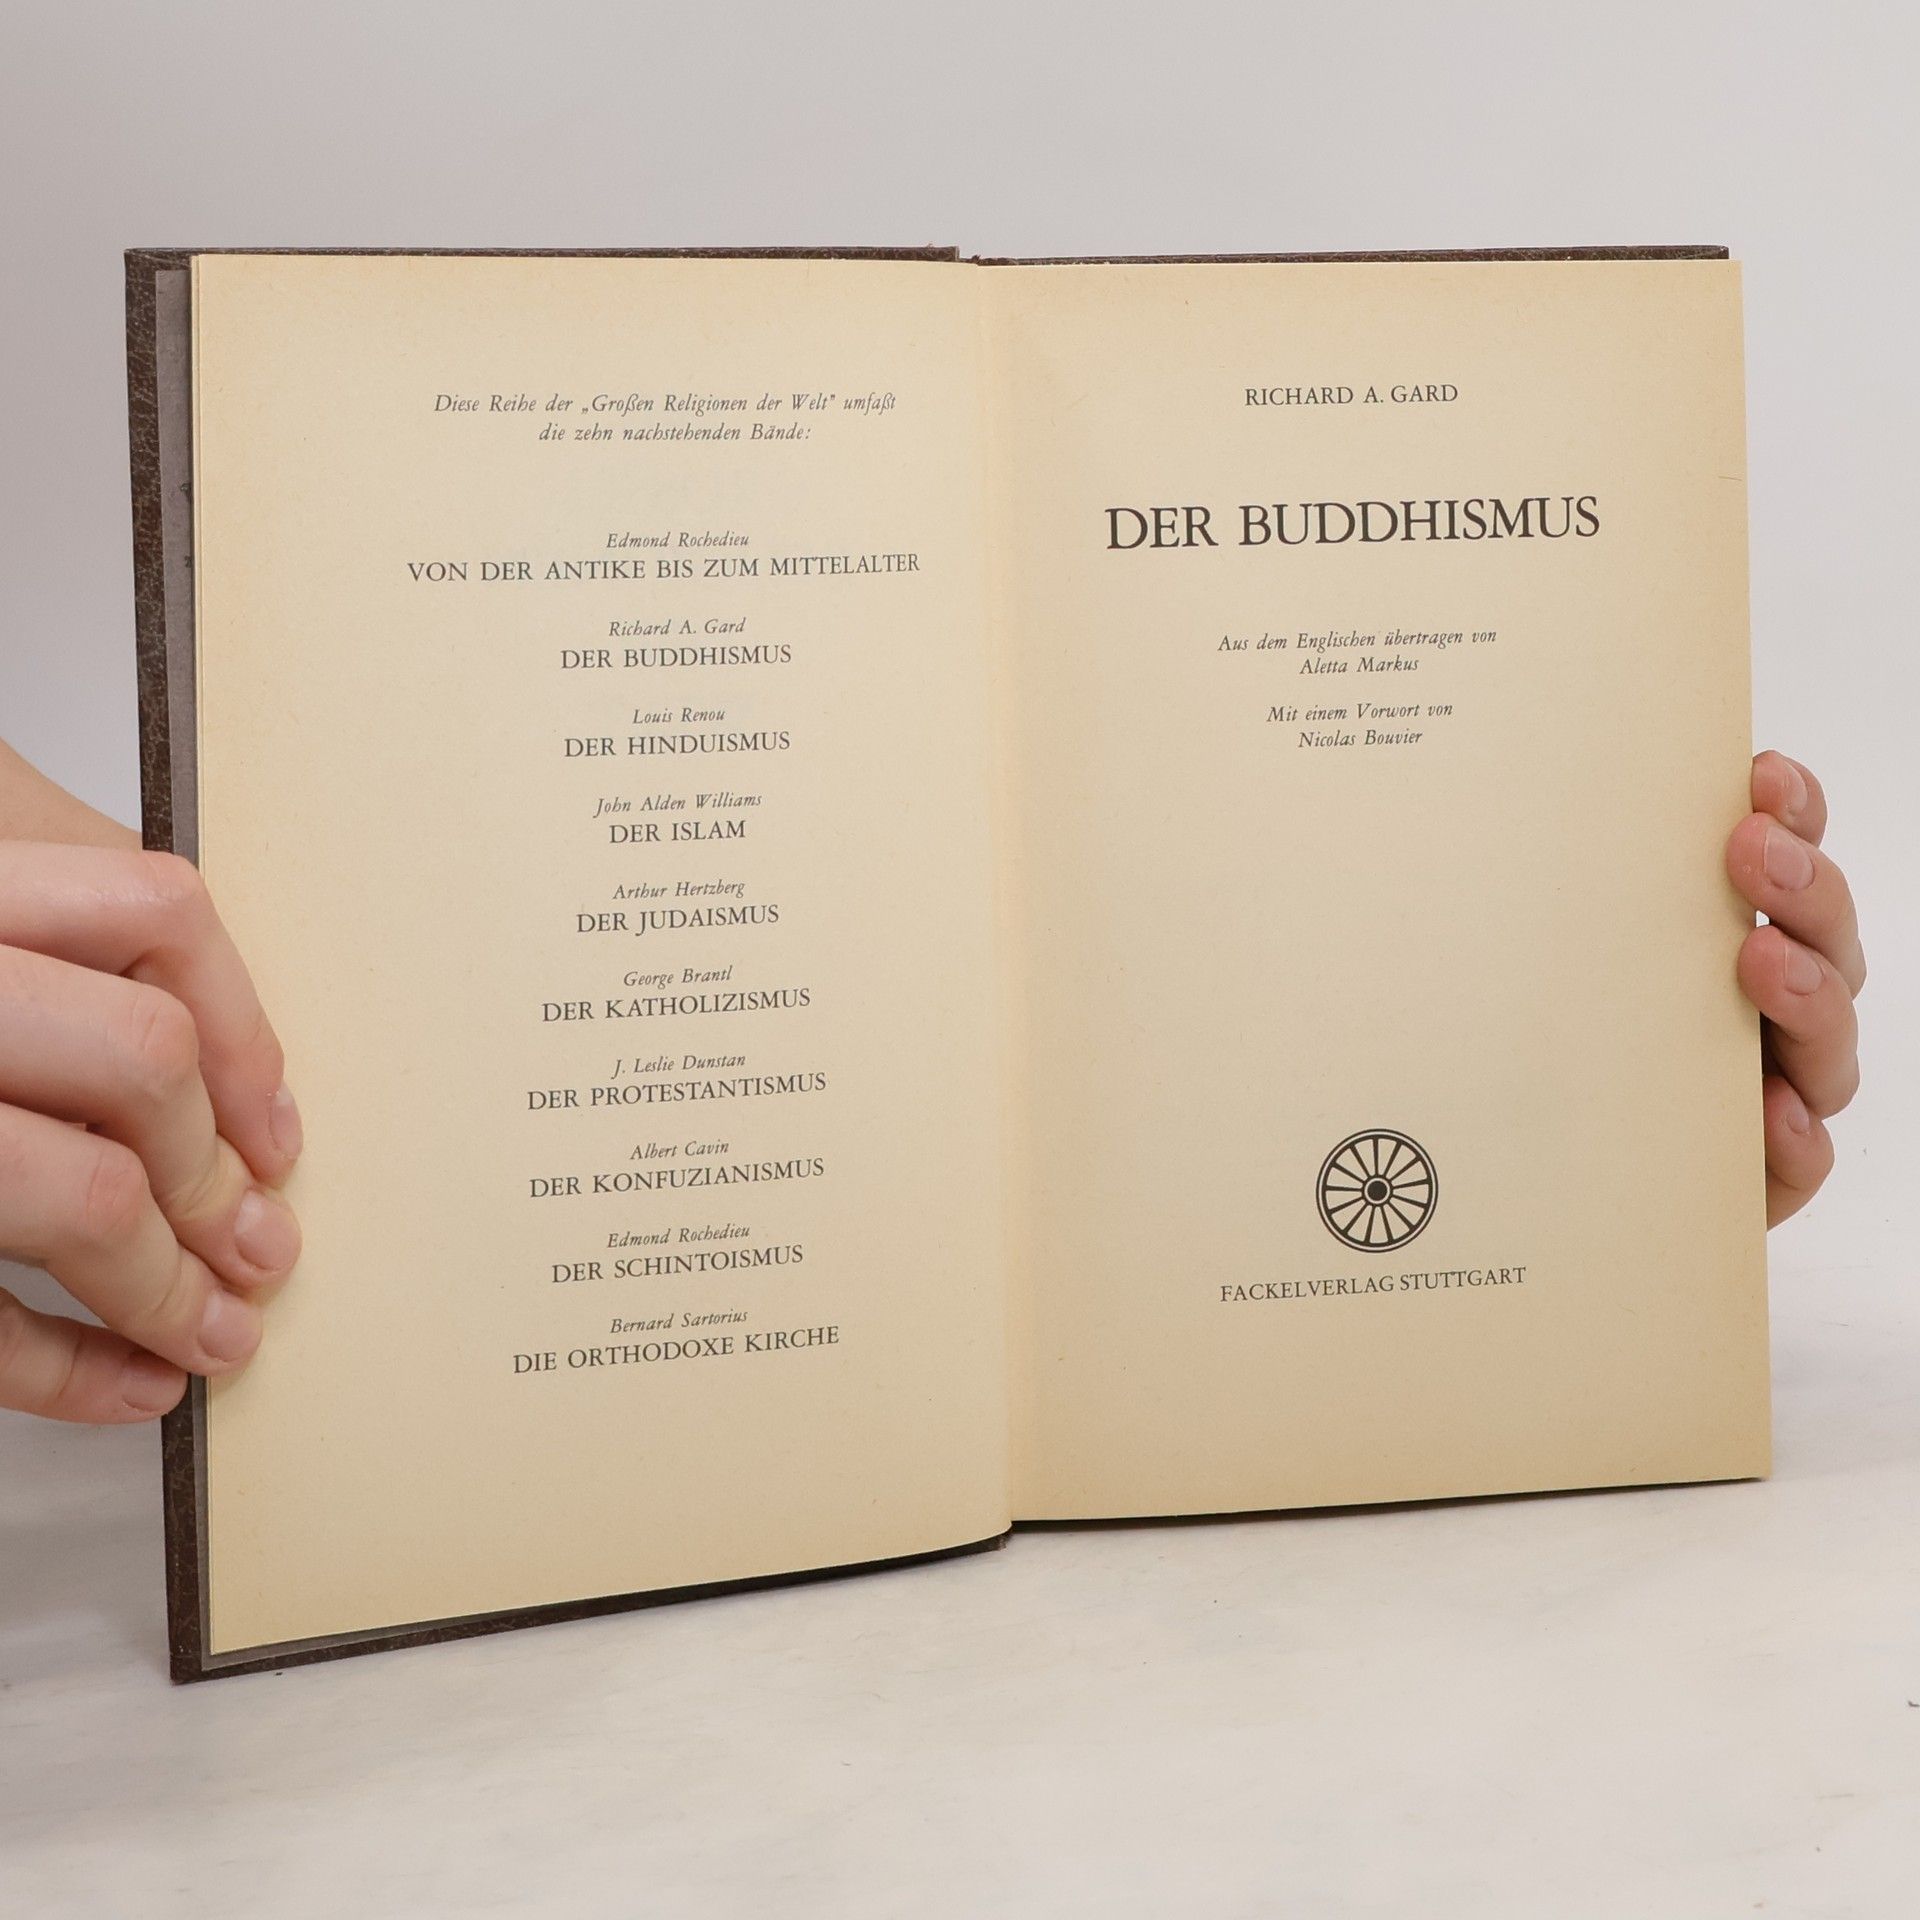 Diese Reihe der „Großen Religionen der Welt" umfaßt
die zehn nachstehenden Bände:
Edmond Rochedieu
VON DER ANTIKE BIS ZUM MITTELALTER
Richard A. Gard
DER BUDDHISMUS
Louis Renou
DER HINDUISMUS
John Alden Williams
DER ISLAM
Arthur Hertzberg
DER JUDAISMUS
George Brantl
DER KATHOLIZISMUS
J. Leslie Dunstan
DER PROTESTANTISMUS
Albert Cavin
DER KONFUZIANISMUS
Edmond Rochedieu
DER SCHINTOISMUS
Bernard Sartorius
DIE ORTHODOXE KIRCHE
RICHARD A. GARD
DER BUDDHISMUS
Aus dem Englischen übertragen von
Aletta Markus
Mit einem Vorwort von
Nicolas Bouvier
FACKELVERLAG STUTTGART